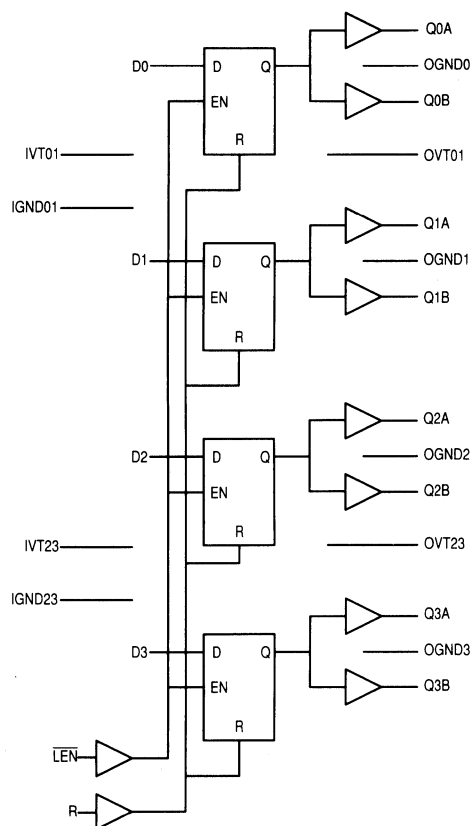 Q0A
D0 D Q OGND0
EN Q0B
R
IVT01 OVT01
IGND01
Q1A
D1 D Q OGND1
EN Q1B
R
Q2A
D2 D Q OGND2
EN Q2B
R
IVT23 OVT23
IGND23
Q3A
D3 D Q OGND3
EN Q3B
R
LEN
R